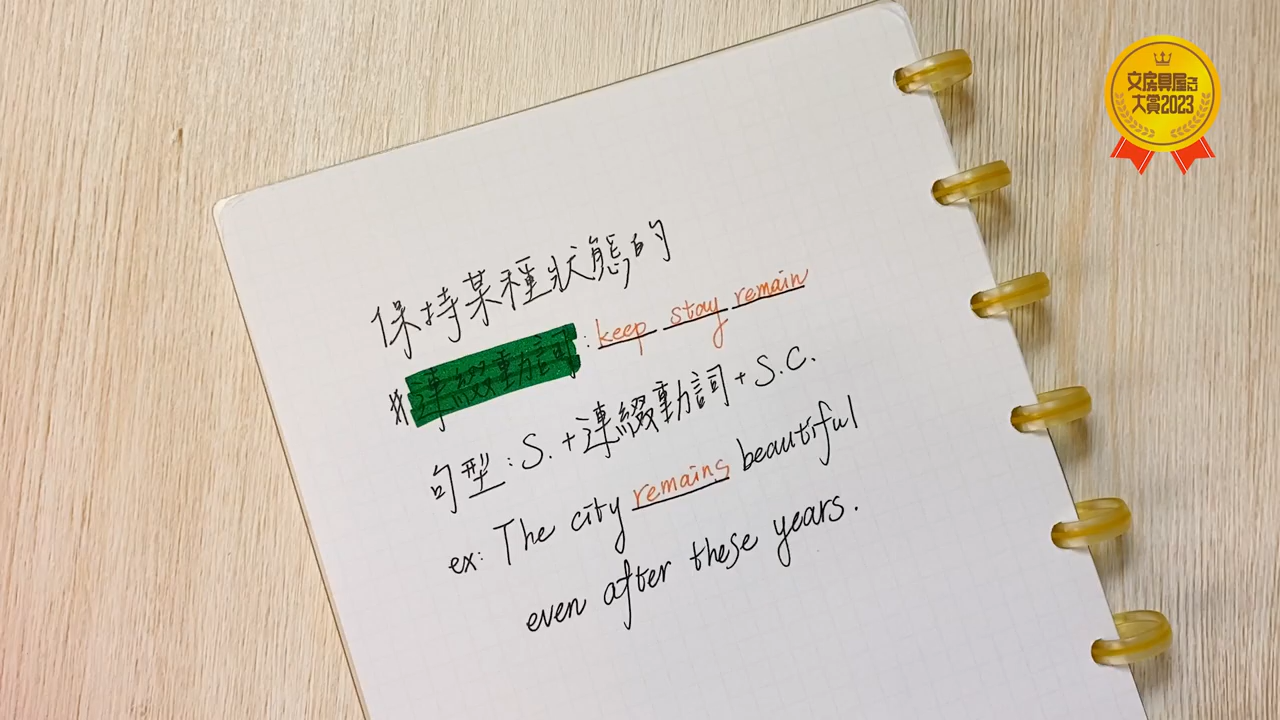 保持某種狀態的
*連綴動詞: keep stay remain
句型: S. + 連綴動詞 + S.C.
ex: The city remains beautiful
even after these years.
文房具屋さん
大賞2023